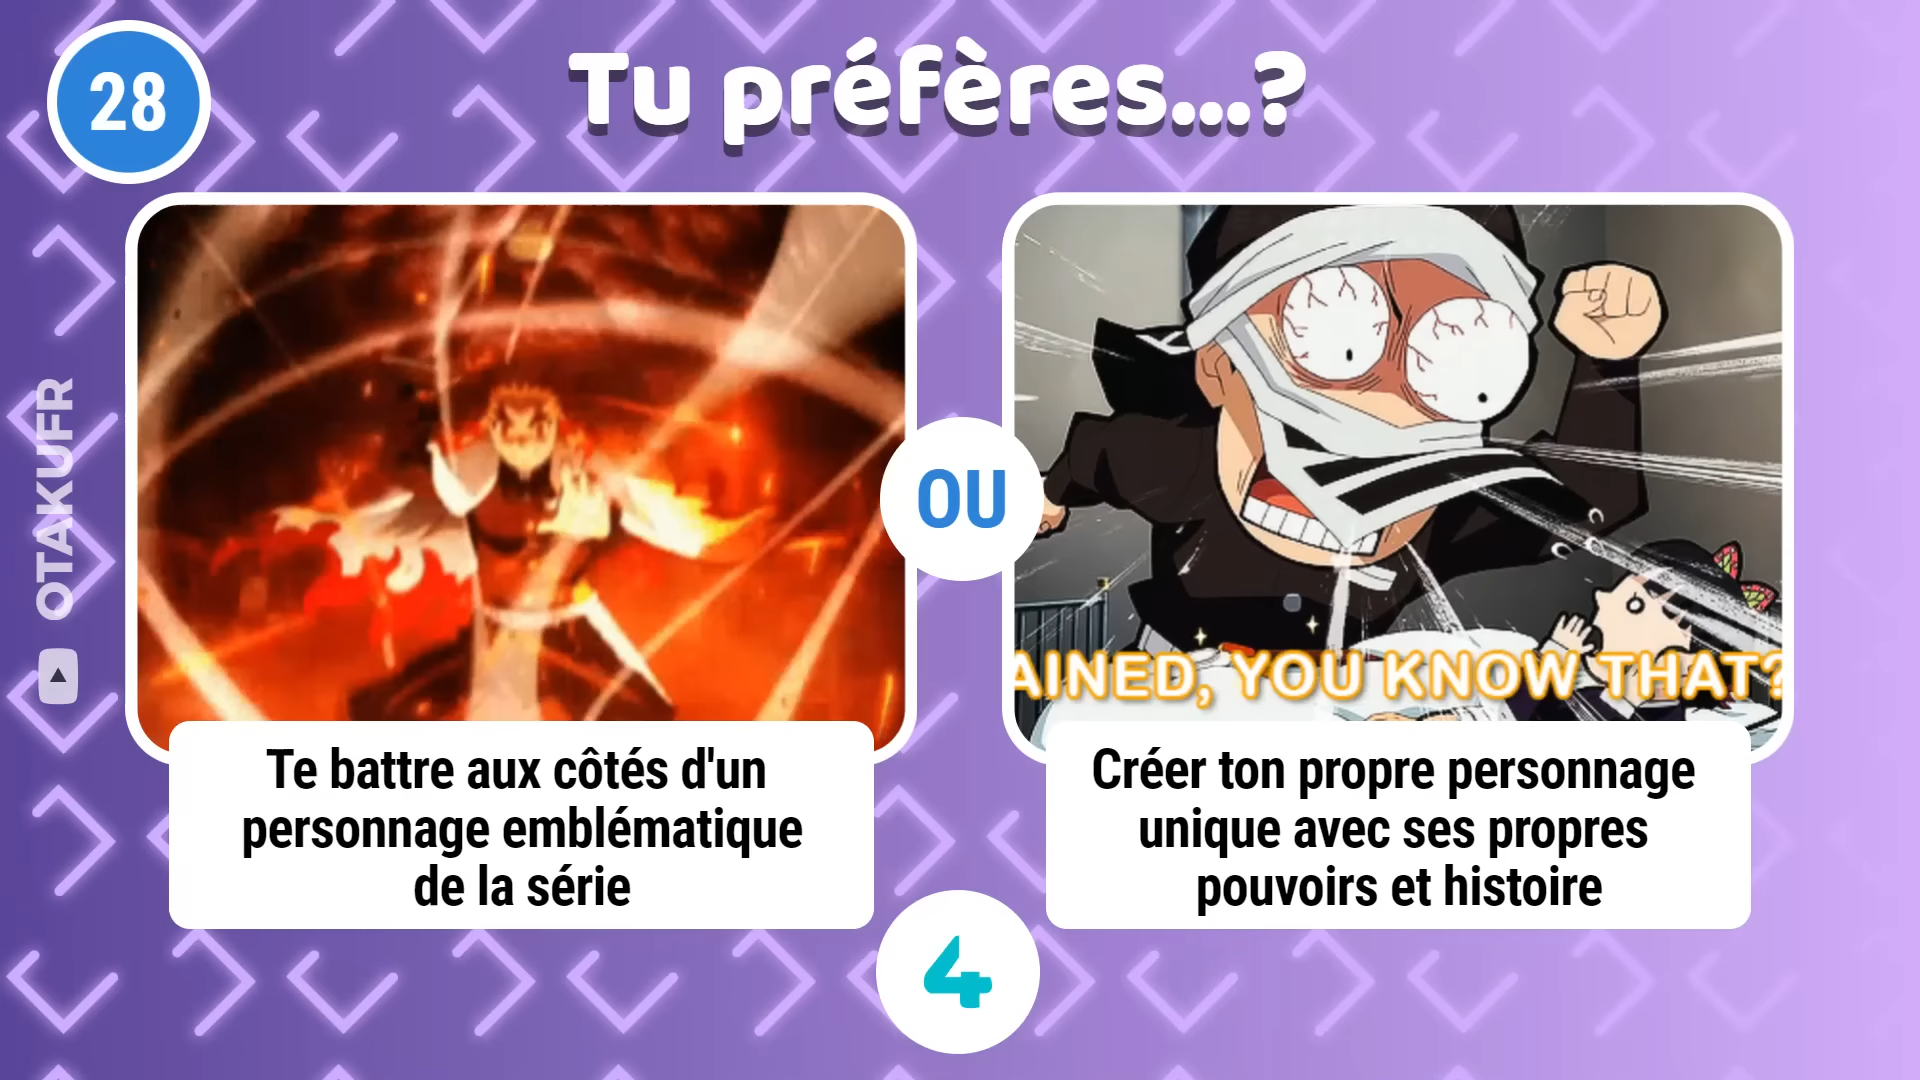 28
Tu préfères...?
OTAKUFR
OU
AINED, YOU KNOW THAT?
Te battre aux côtés d'un
personnage emblématique
de la série
Créer ton propre personnage
unique avec ses propres
pouvoirs et histoire
4